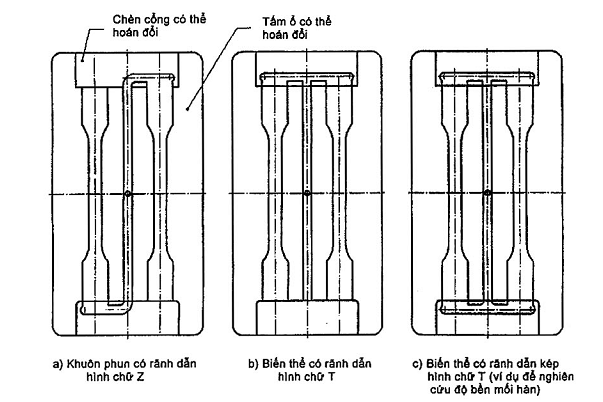 Chèn cổng có thể
hoán đổi
Tấm ổ có thể
hoán đổi
a) Khuôn phun có rãnh dẫn
hình chữ Z
b) Biến thể có rãnh dẫn
hình chữ T
c) Biến thể có rãnh dẫn kép
hình chữ T (ví dụ để nghiên
cứu độ bền mối hàn)